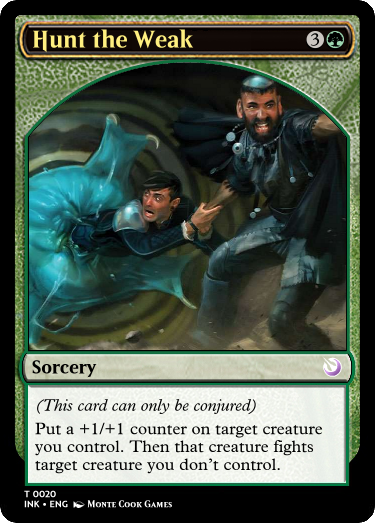 Hunt the Weak 3
Sorcery
(This card can only be conjured)
Put a +1/+1 counter on target creature
you control. Then that creature fights
target creature you don't control.
T 0020
INK • ENG Monte Cook Games